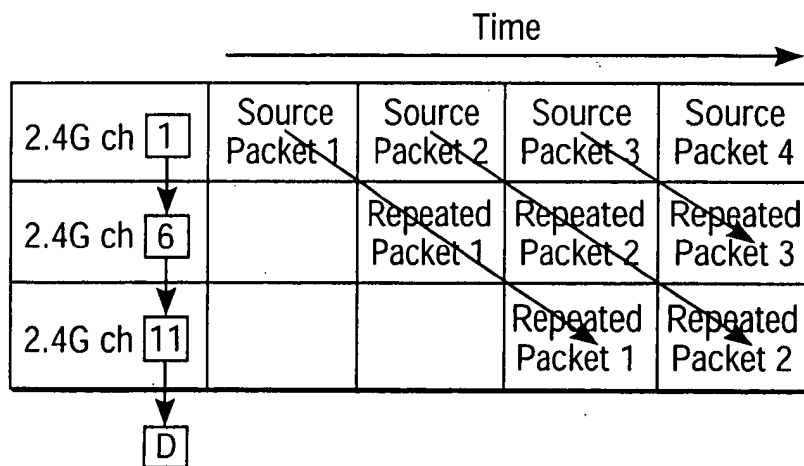 Time
2.4G ch 1
Source Packet 1
Source Packet 2
Source Packet 3
Source Packet 4
2.4G ch 6
Repeated Packet 1
Repeated Packet 2
Repeated Packet 3
2.4G ch 11
Repeated Packet 1
Repeated Packet 2
D